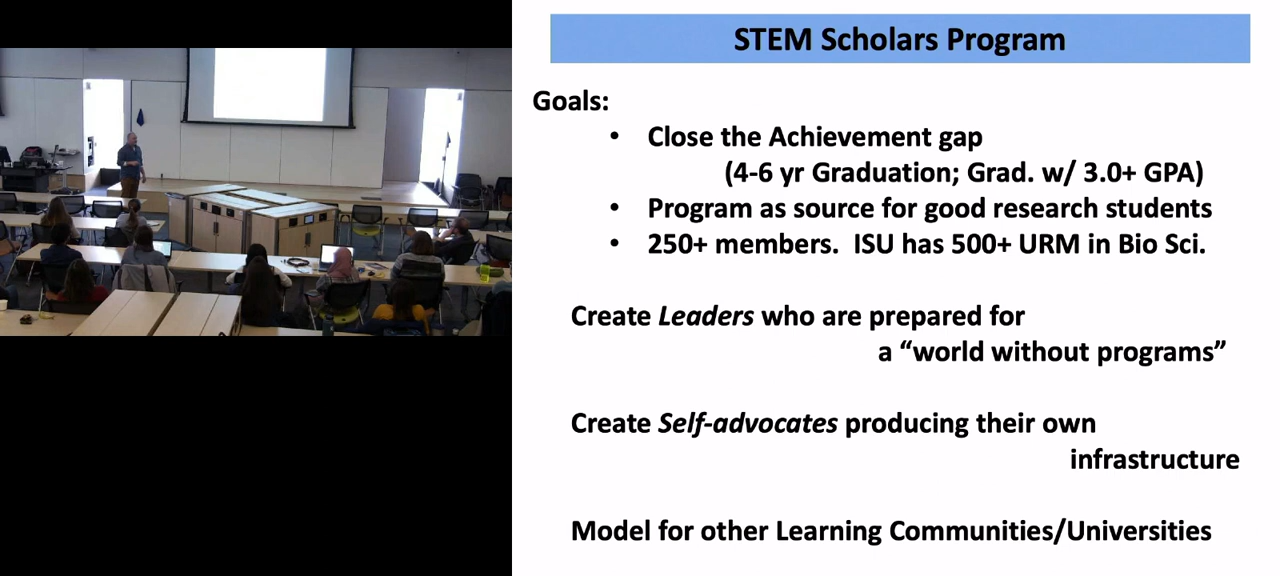 STEM Scholars Program
Goals:
• Close the Achievement gap
(4-6 yr Graduation; Grad. w/ 3.0+ GPA)
• Program as source for good research students
• 250+ members.  ISU has 500+ URM in Bio Sci.
Create Leaders who are prepared for
a “world without programs”
Create Self-advocates producing their own
infrastructure
Model for other Learning Communities/Universities